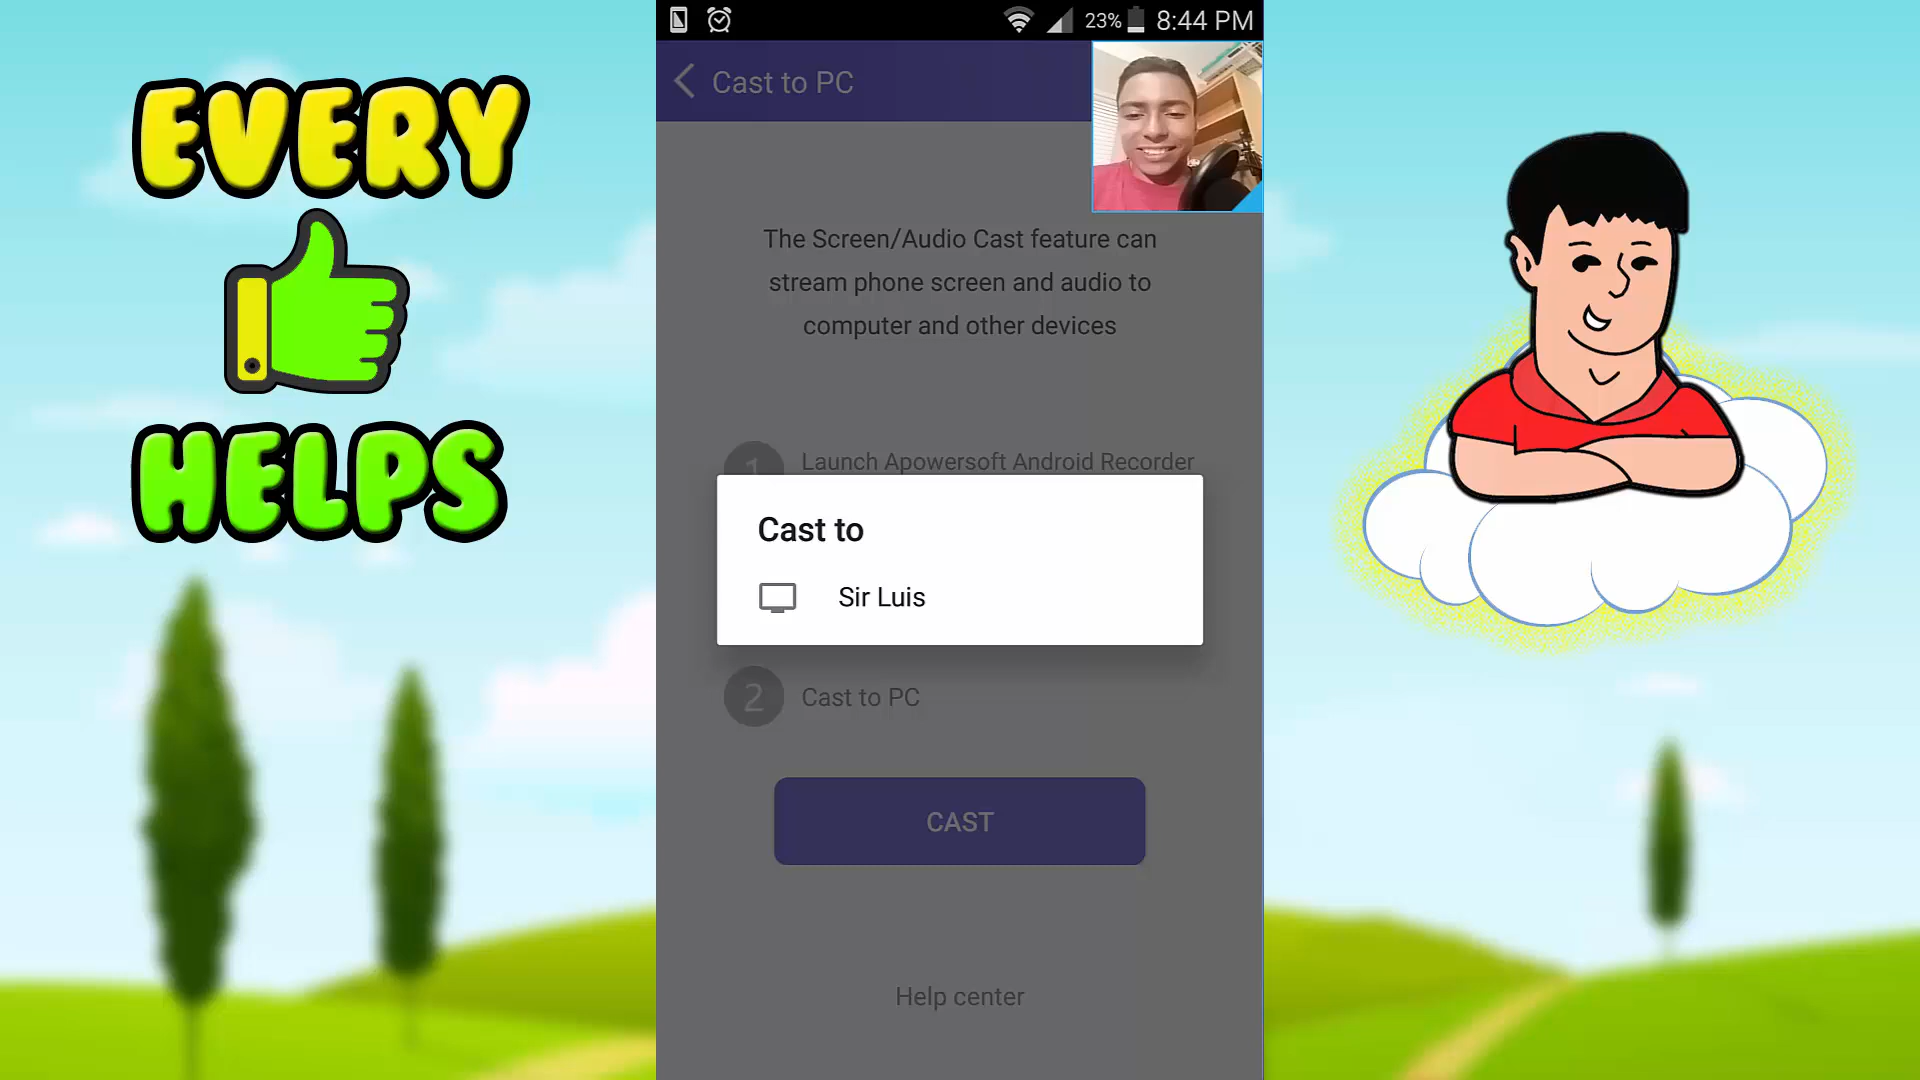 EVERY
HELPS
23%
8:44 PM
Cast to PC
The Screen/Audio Cast feature can
stream phone screen and audio to
computer and other devices
1
Launch Apowersoft Android Recorder
Cast to
Sir Luis
2
Cast to PC
CAST
Help center